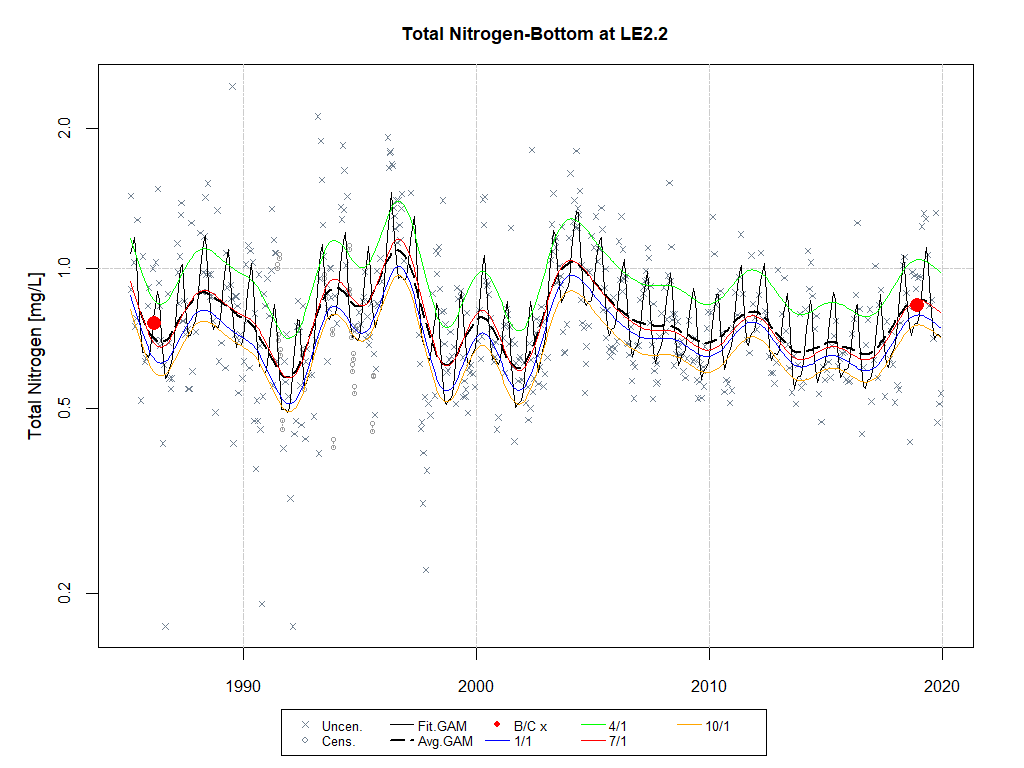 Total Nitrogen-Bottom at LE2.2
Total Nitrogen [mg/L]
2.0
1.0
0.5
0.2
1990 2000 2010 2020
Uncen. Fit.GAM B/C x 4/1 10/1
Cens. Avg.GAM 1/1 7/1